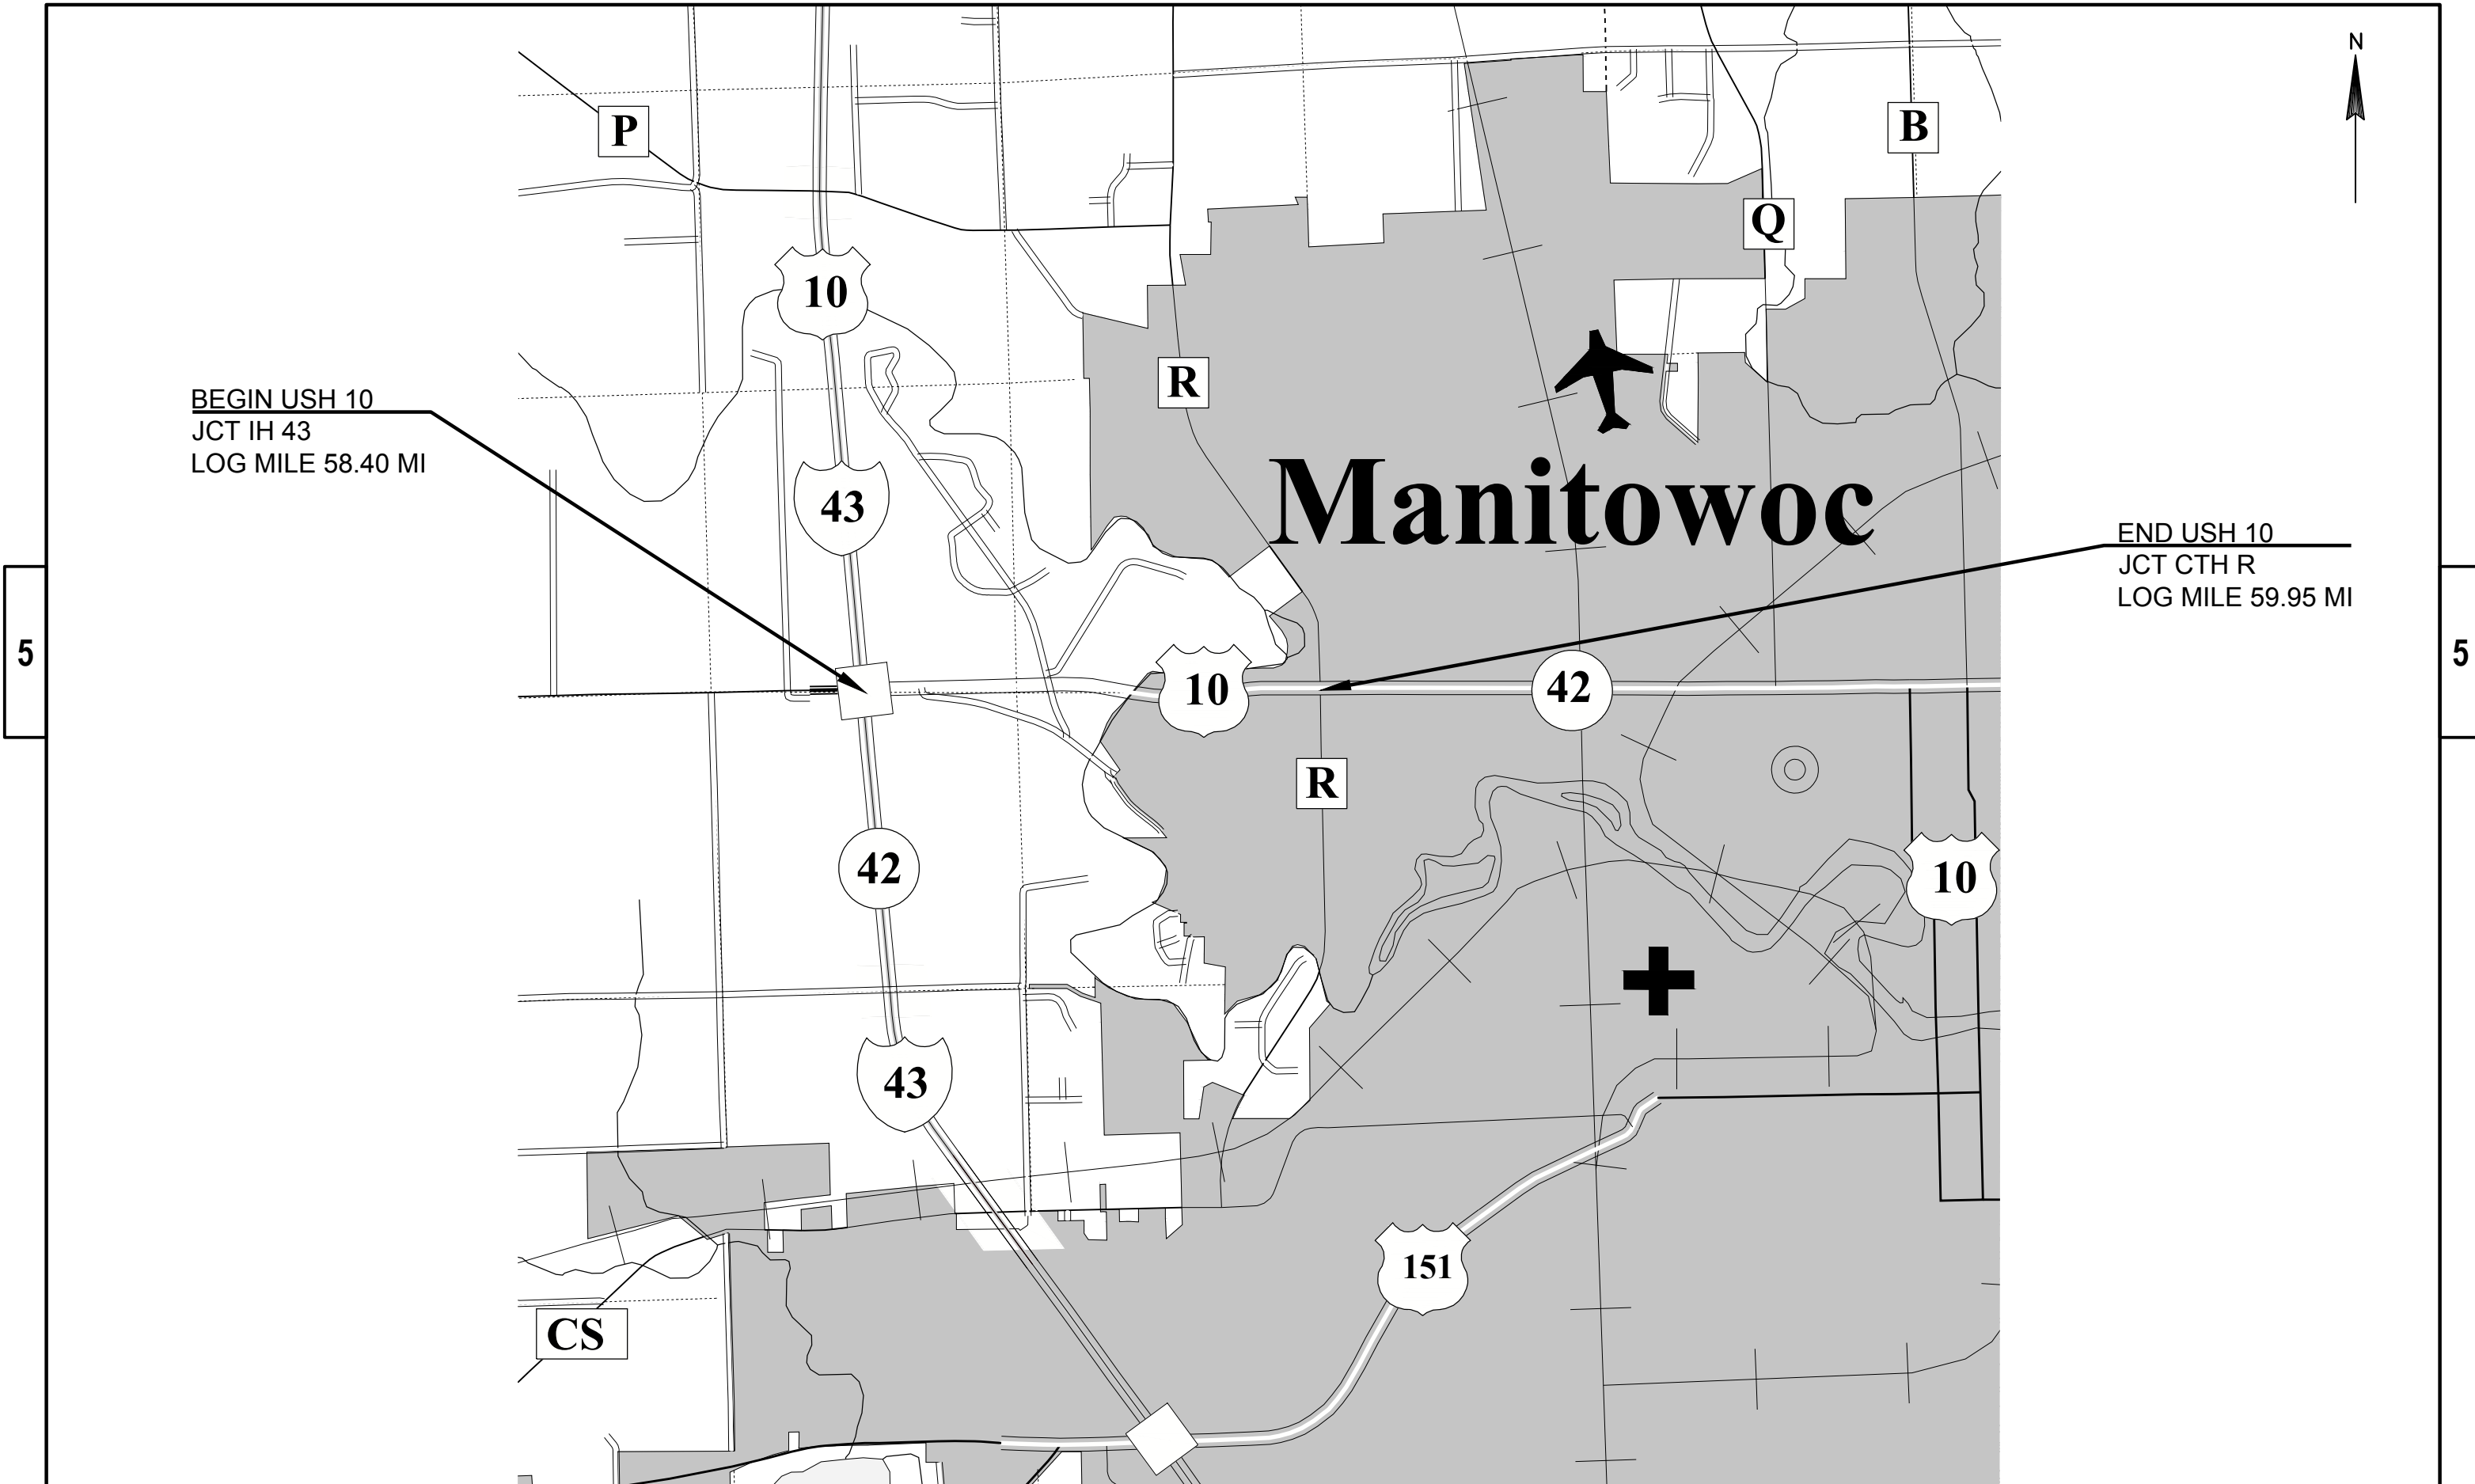 N
P
B
Q
10
R
BEGIN USH 10
JCT IH 43
LOG MILE 58.40 MI
43
Manitowoc
END USH 10
JCT CTH R
LOG MILE 59.95 MI
5
5
10
42
R
42
10
43
151
CS